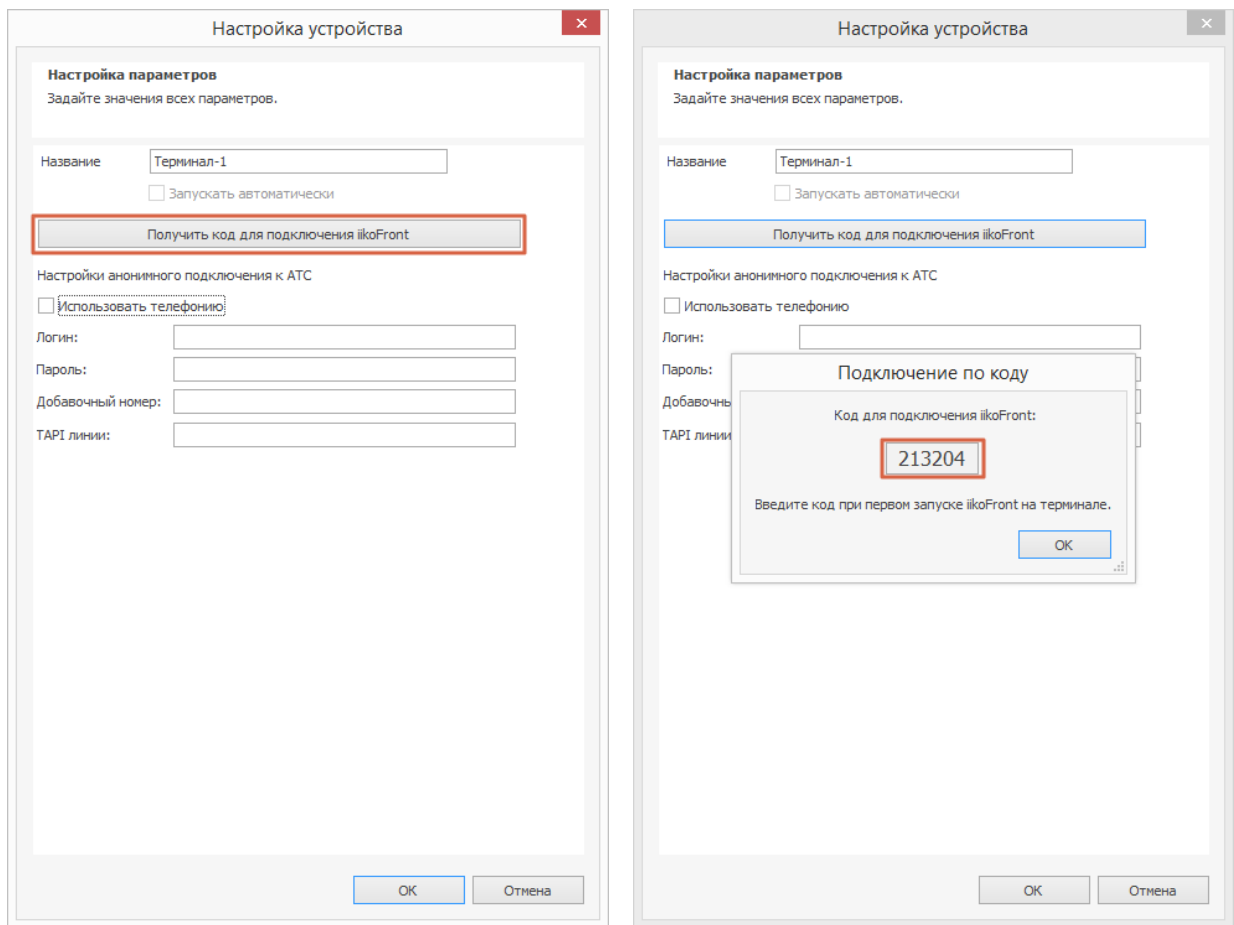 Настройка устройства
Настройка параметров
Задайте значения всех параметров.
Название
Терминал-1
Запускать автоматически
Получить код для подключения iikoFront
Настройки анонимного подключения к АТС
Использовать телефонию
Логин:
Пароль:
Добавочный номер:
TAPI линии:
ОК
Отмена
Настройка устройства
Настройка параметров
Задайте значения всех параметров.
Название
Терминал-1
Запускать автоматически
Получить код для подключения iikoFront
Настройки анонимного подключения к АТС
Использовать телефонию
Логин:
Пароль:
Добавочнь
TAPI линии
Подключение по коду
Код для подключения iikoFront:
213204
Введите код при первом запуске iikoFront на терминале.
ОК
ОК
Отмена